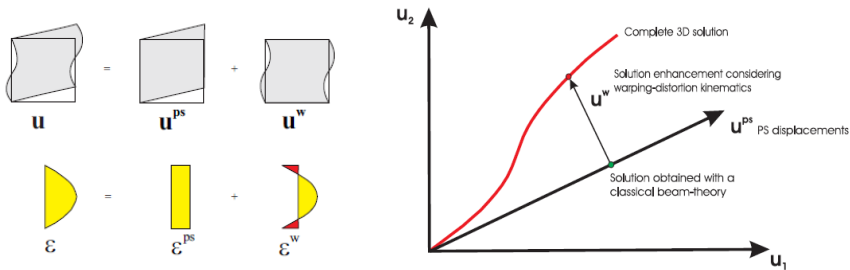 u = u^ps + u^w
ε = ε^ps + ε^w
u₂
Complete 3D solution
Solution enhancement considering
warping-distortion kinematics
u^w
u^ps PS displacements
Solution obtained with a
classical beam-theory
u₁